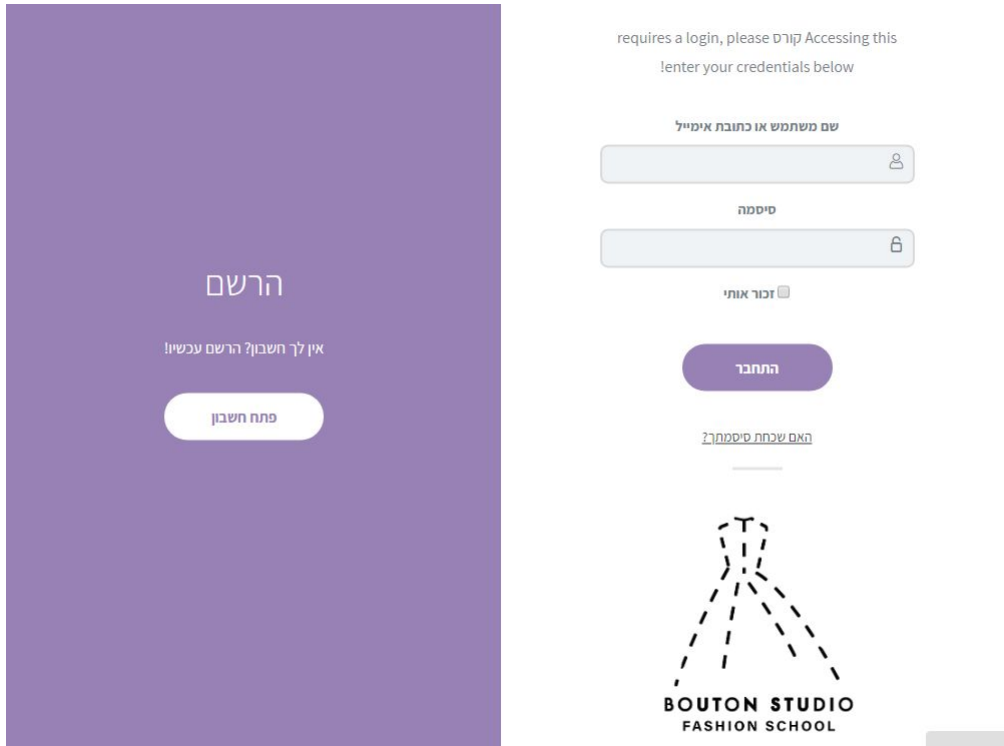 Accessing this קורס requires a login, please
enter your credentials below!
שם משתמש או כתובת אימייל
סיסמה
זכור אותי
התחבר
האם שכחת סיסמתך?
BOUTON STUDIO
FASHION SCHOOL
הרשם
אין לך חשבון? הרשם עכשיו!
פתח חשבון